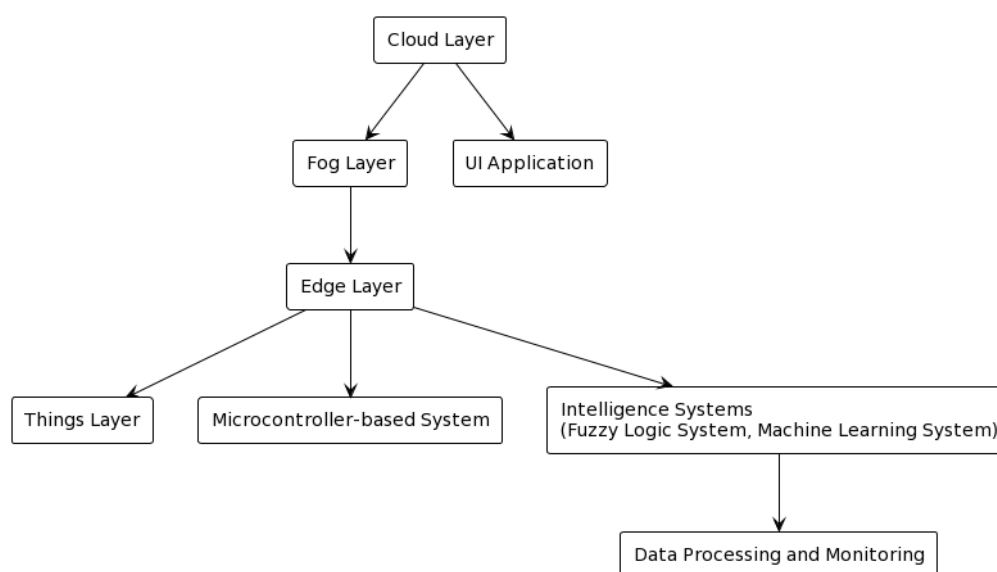 Cloud Layer
Fog Layer
UI Application
Edge Layer
Things Layer
Microcontroller-based System
Intelligence Systems
(Fuzzy Logic System, Machine Learning System)
Data Processing and Monitoring